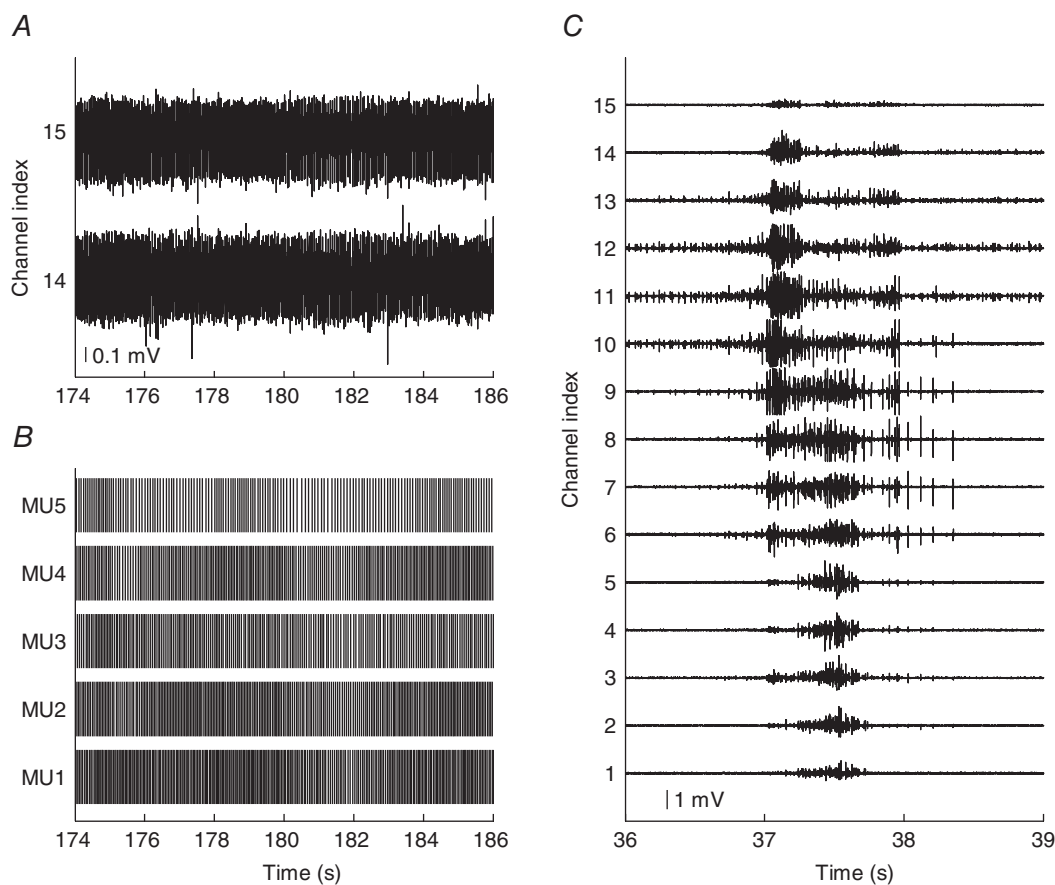 A
Channel index
15
14
0.1 mV
174 176 178 180 182 184 186
B
MU5
MU4
MU3
MU2
MU1
174 176 178 180 182 184 186
Time (s)
C
Channel index
15
14
13
12
11
10
9
8
7
6
5
4
3
2
1
1 mV
36 37 38 39
Time (s)